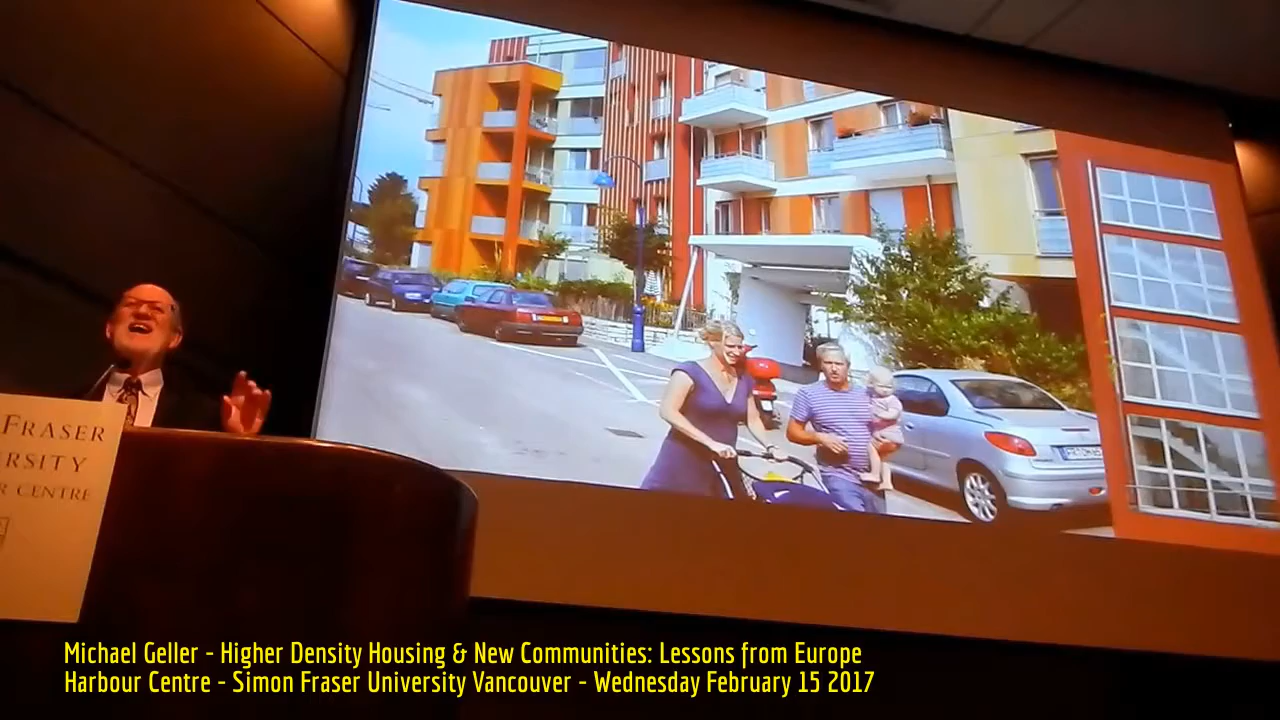 FRASER
RSITY
R CENTRE
Michael Geller - Higher Density Housing & New Communities: Lessons from Europe
Harbour Centre - Simon Fraser University Vancouver - Wednesday February 15 2017